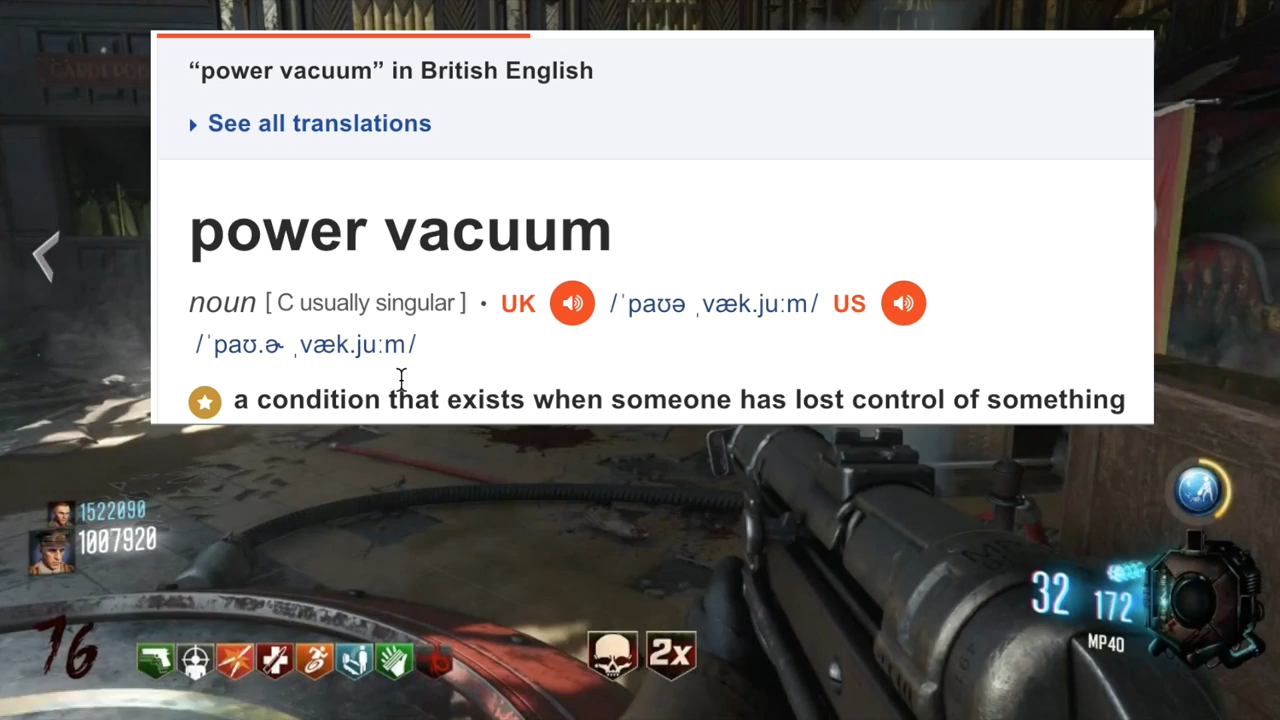 “power vacuum” in British English
See all translations
power vacuum
noun [ C usually singular ] • UK /ˈpaʊə ˌvæk.juːm/ US
/ˈpaʊ.ɚ ˌvæk.juːm/
a condition that exists when someone has lost control of something
1522090
1007920
76
2x
32 172
MP40